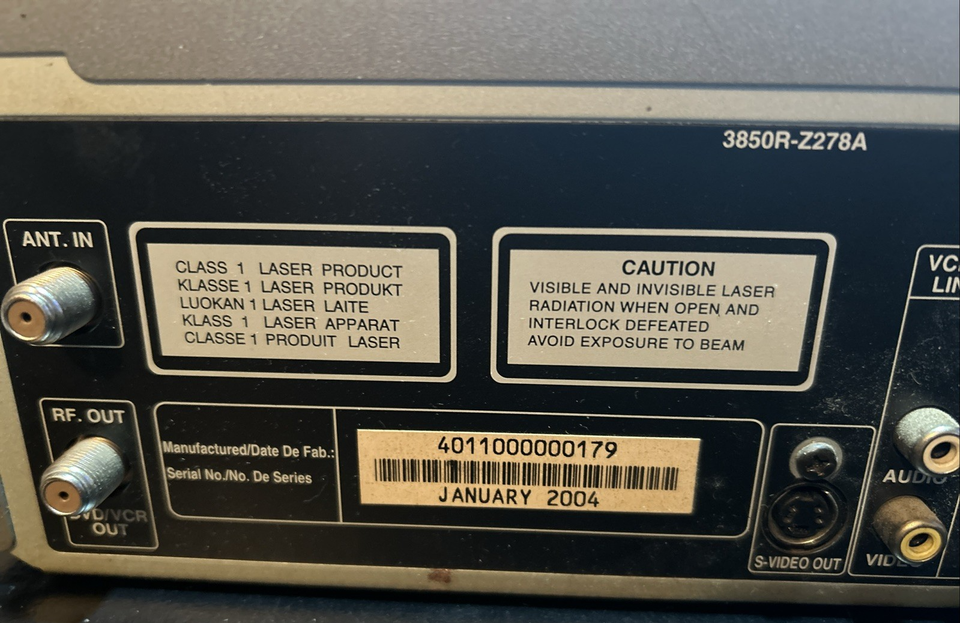 3850R-Z278A
ANT. IN
CLASS 1 LASER PRODUCT
KLASSE 1 LASER PRODUKT
LUOKAN 1 LASER LAITE
KLASS 1 LASER APPARAT
CLASSE 1 PRODUIT LASER
CAUTION
VISIBLE AND INVISIBLE LASER
RADIATION WHEN OPEN AND
INTERLOCK DEFEATED
AVOID EXPOSURE TO BEAM
RF. OUT
DVD/VCR
OUT
Manufactured/Date De Fab.:
Serial No./No. De Series
4011000000179
JANUARY 2004
S-VIDEO OUT
AUDIO
VIDEO